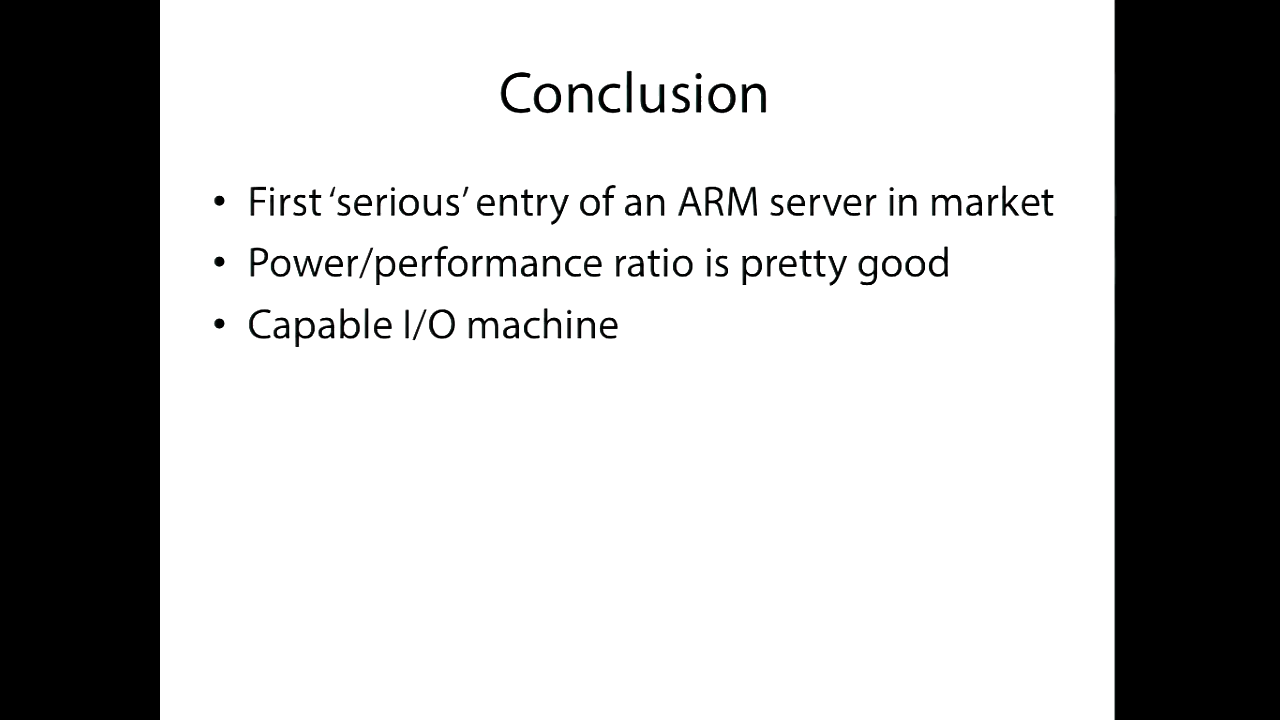 Conclusion
• First ‘serious’ entry of an ARM server in market
• Power/performance ratio is pretty good
• Capable I/O machine